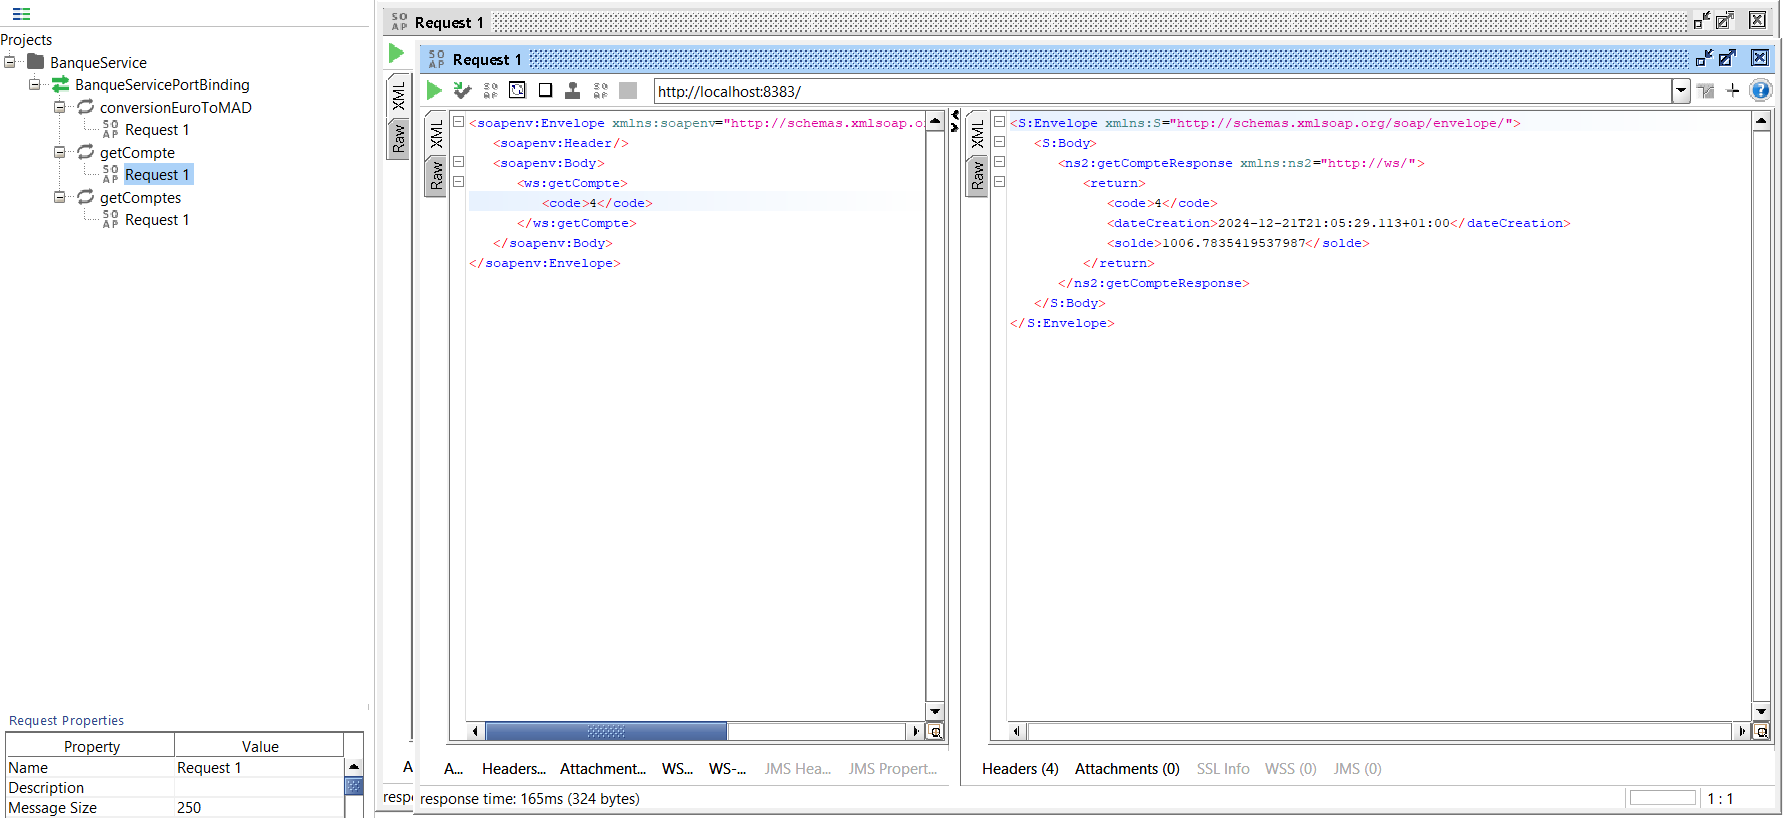 Projects
BanqueService
BanqueServicePortBinding
conversionEuroToMAD
SOAP Request 1
getCompte
SOAP Request 1
getComptes
SOAP Request 1
Request Properties
Property Value
Name Request 1
Description
Message Size 250
SOAP Request 1
XML
Raw
A
resp
SOAP Request 1
http://localhost:8383/
XML
Raw
<soapenv:Envelope xmlns:soapenv="http://schemas.xmlsoap.o
<soapenv:Header/>
<soapenv:Body>
<ws:getCompte>
<code>4</code>
</ws:getCompte>
</soapenv:Body>
</soapenv:Envelope>
A... Headers... Attachment... WS... WS-... JMS Hea... JMS Propert...
XML
Raw
<S:Envelope xmlns:S="http://schemas.xmlsoap.org/soap/envelope/">
<S:Body>
<ns2:getCompteResponse xmlns:ns2="http://ws/">
<return>
<code>4</code>
<dateCreation>2024-12-21T21:05:29.113+01:00</dateCreation>
<solde>1006.7835419537987</solde>
</return>
</ns2:getCompteResponse>
</S:Body>
</S:Envelope>
Headers (4) Attachments (0) SSL Info WSS (0) JMS (0)
response time: 165ms (324 bytes)
1 : 1